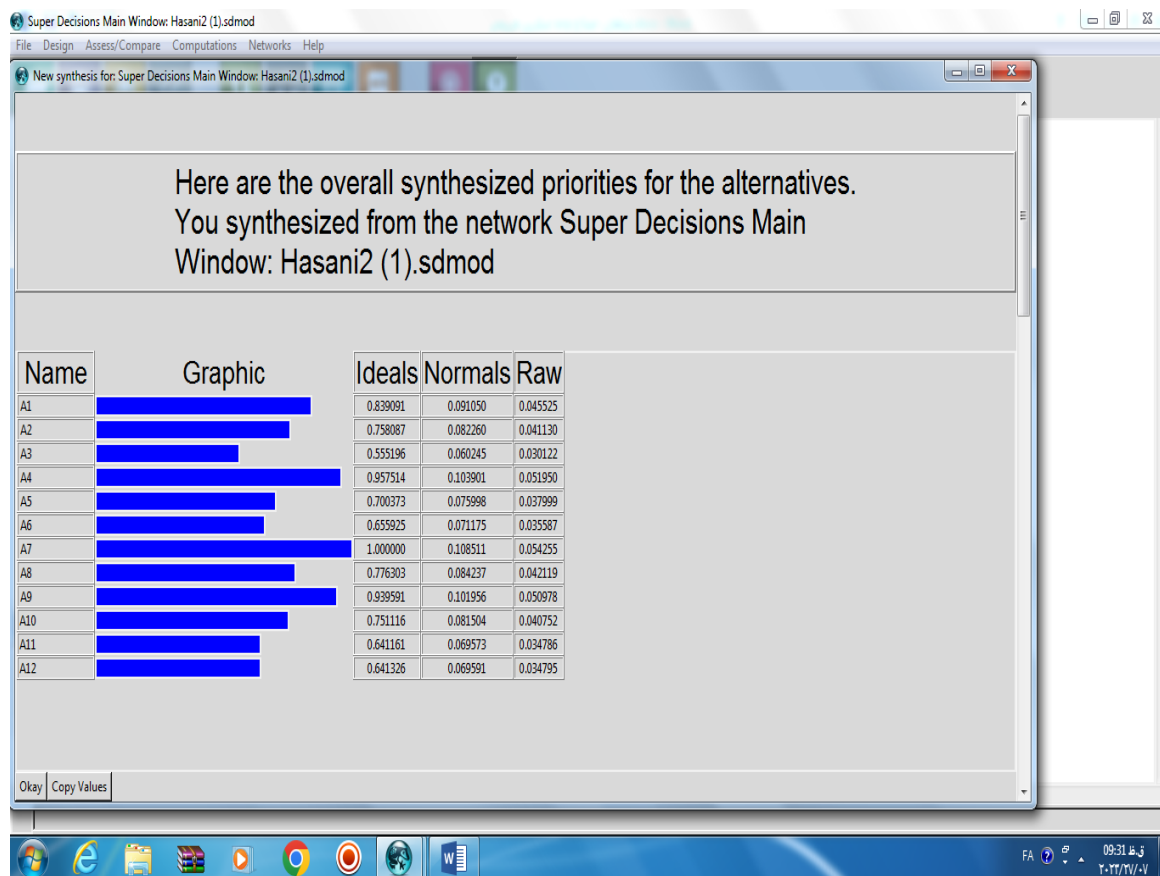 Super Decisions Main Window: Hasani2 (1).sdmod
File Design Assess/Compare Computations Networks Help
New synthesis for: Super Decisions Main Window: Hasani2 (1).sdmod
Here are the overall synthesized priorities for the alternatives.
You synthesized from the network Super Decisions Main
Window: Hasani2 (1).sdmod
Name Graphic Ideals Normals Raw
A1 0.839091 0.091050 0.045525
A2 0.758087 0.082260 0.041130
A3 0.555196 0.060245 0.030122
A4 0.957514 0.103901 0.051950
A5 0.700373 0.075998 0.037999
A6 0.655925 0.071175 0.035587
A7 1.000000 0.108511 0.054255
A8 0.776303 0.084237 0.042119
A9 0.939591 0.101956 0.050978
A10 0.751116 0.081504 0.040752
A11 0.641161 0.069573 0.034786
A12 0.641326 0.069591 0.034795
Okay Copy Values
W
FA 09:31 ق.ظ